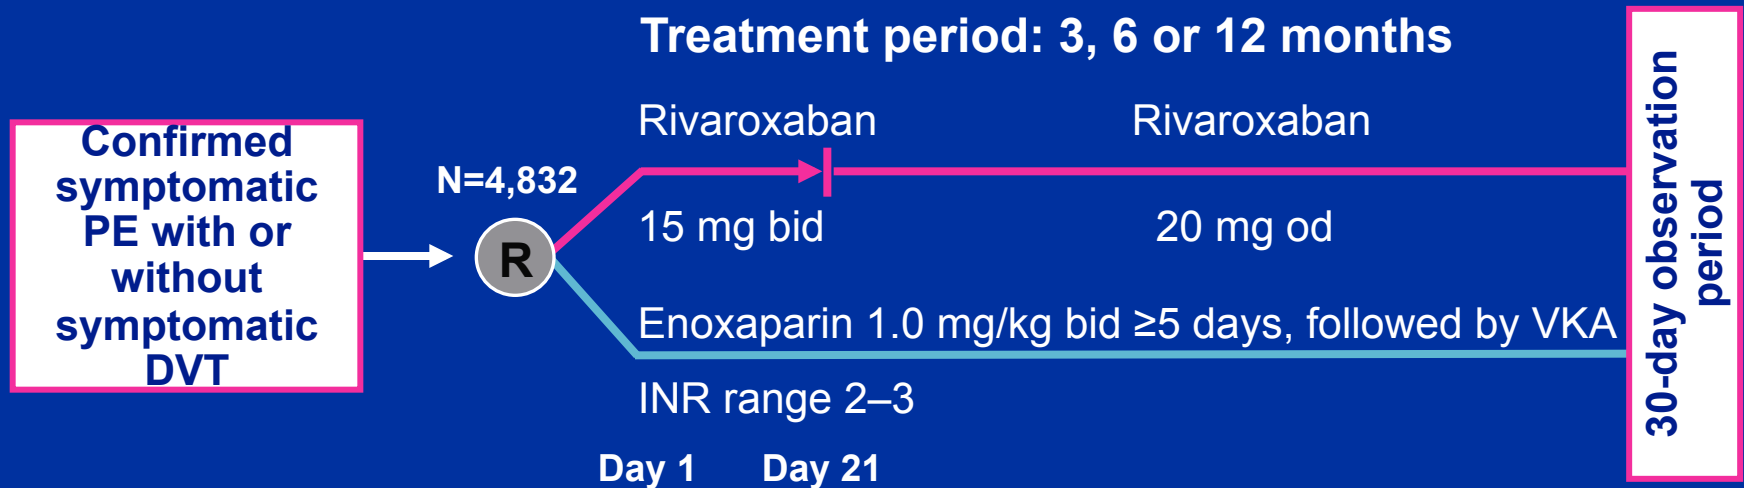 Treatment period: 3, 6 or 12 months
Confirmed
symptomatic
PE with or
without
symptomatic
DVT
N=4,832
R
Rivaroxaban
Rivaroxaban
15 mg bid
20 mg od
Enoxaparin 1.0 mg/kg bid ≥5 days, followed by VKA
INR range 2–3
Day 1
Day 21
30-day observation
period